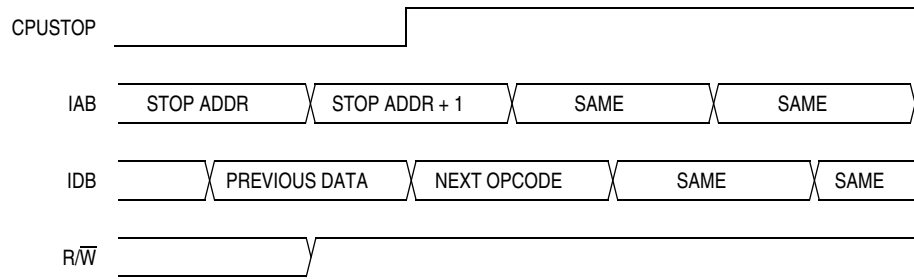 CPUSTOP
IAB STOP ADDR STOP ADDR + 1 SAME SAME
IDB PREVIOUS DATA NEXT OPCODE SAME SAME
R/W̅